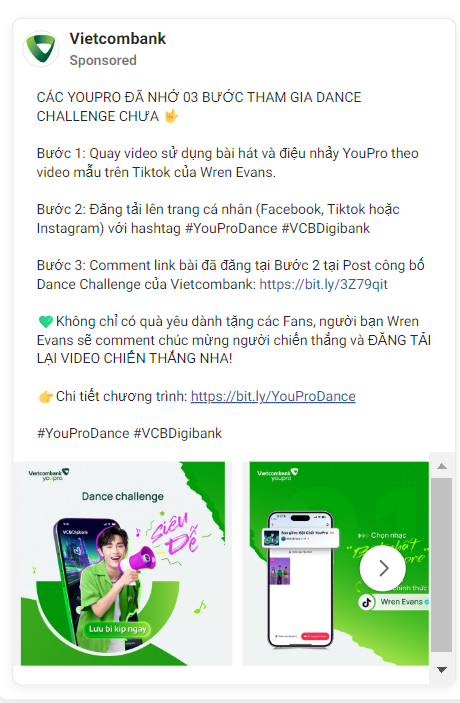 Vietcombank
Sponsored
CÁC YOUPRO ĐÃ NHỚ 03 BƯỚC THAM GIA DANCE
CHALLENGE CHƯA 🤟
Bước 1: Quay video sử dụng bài hát và điệu nhảy YouPro theo
video mẫu trên Tiktok của Wren Evans.
Bước 2: Đăng tải lên trang cá nhân (Facebook, Tiktok hoặc
Instagram) với hashtag #YouProDance #VCBDigibank
Bước 3: Comment link bài đã đăng tại Bước 2 tại Post công bố
Dance Challenge của Vietcombank: https://bit.ly/3Z79qit
💚Không chỉ có quà yêu dành tặng các Fans, người bạn Wren
Evans sẽ comment chúc mừng người chiến thắng và ĐĂNG TẢI
LẠI VIDEO CHIẾN THẮNG NHA!
👉Chi tiết chương trình: https://bit.ly/YouProDance
#YouProDance #VCBDigibank
Vietcombank
youpro
Dance challenge
Siêu
Dễ
VCBDigibank
Lưu bí kíp ngay
Vietcombank
youpro
Chọn nhạc
chính thức
Wren Evans